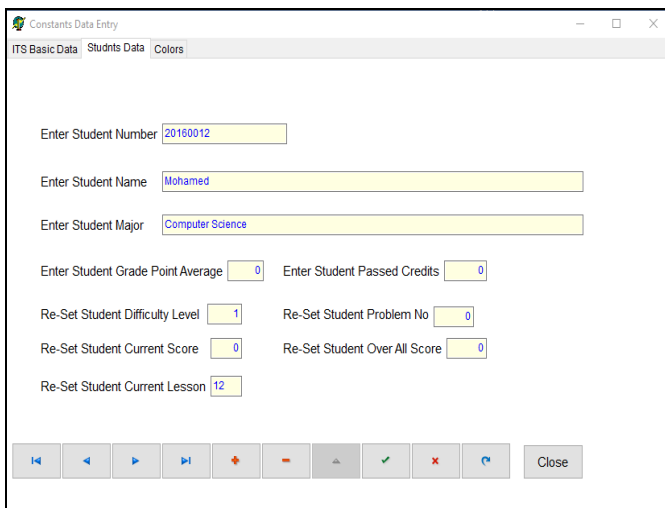 Constants Data Entry
ITS Basic Data Studnts Data Colors
Enter Student Number 20160012
Enter Student Name Mohamed
Enter Student Major Computer Science
Enter Student Grade Point Average 0 Enter Student Passed Credits 0
Re-Set Student Difficulty Level 1 Re-Set Student Problem No 0
Re-Set Student Current Score 0 Re-Set Student Over All Score 0
Re-Set Student Current Lesson 12
Close